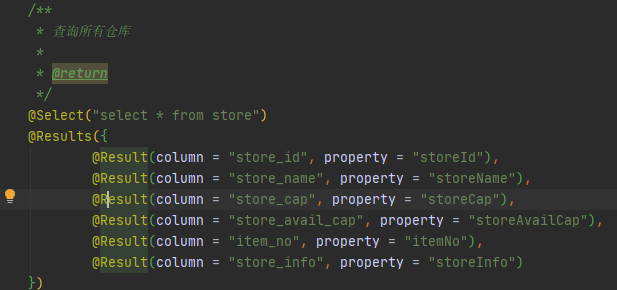 /**
 * 查询所有仓库
 *
 * @return
 */
@Select("select * from store")
@Results({
        @Result(column = "store_id", property = "storeId"),
        @Result(column = "store_name", property = "storeName"),
        @Result(column = "store_cap", property = "storeCap"),
        @Result(column = "store_avail_cap", property = "storeAvailCap"),
        @Result(column = "item_no", property = "itemNo"),
        @Result(column = "store_info", property = "storeInfo")
})